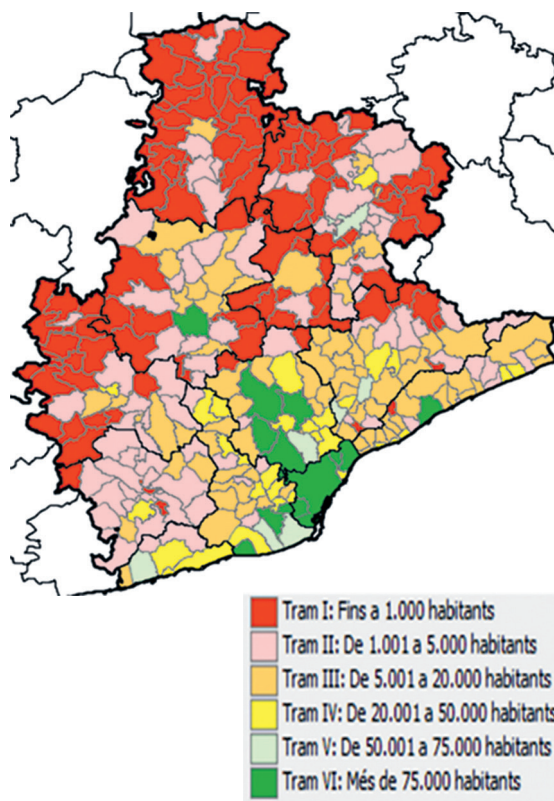 Tram I: Fins a 1.000 habitants
Tram II: De 1.001 a 5.000 habitants
Tram III: De 5.001 a 20.000 habitants
Tram IV: De 20.001 a 50.000 habitants
Tram V: De 50.001 a 75.000 habitants
Tram VI: Més de 75.000 habitants